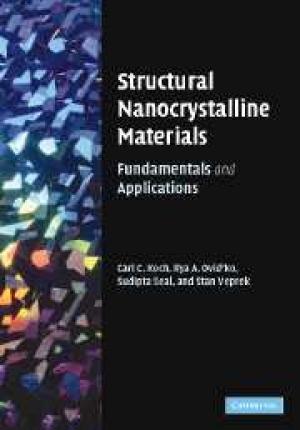 Structural
Nanocrystalline
Materials
Fundamentals and
Applications
Carl C. Koch, Ilya A. Ovid'ko,
Sudipta Seal, and Stan Veprek
CAMBRIDGE